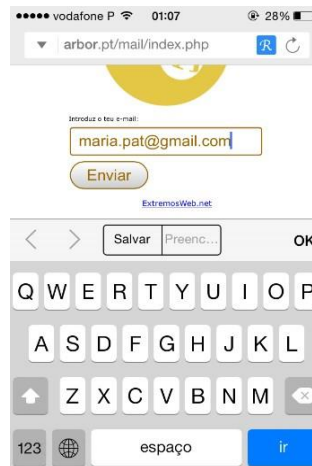 vodafone P 01:07 28%
arbor.pt/mail/index.php
Introduz o teu e-mail:
maria.pat@gmail.com
Enviar
ExtremosWeb.net
Salvar Preenc... OK
Q W E R T Y U I O P
A S D F G H J K L
Z X C V B N M
123 espaço ir